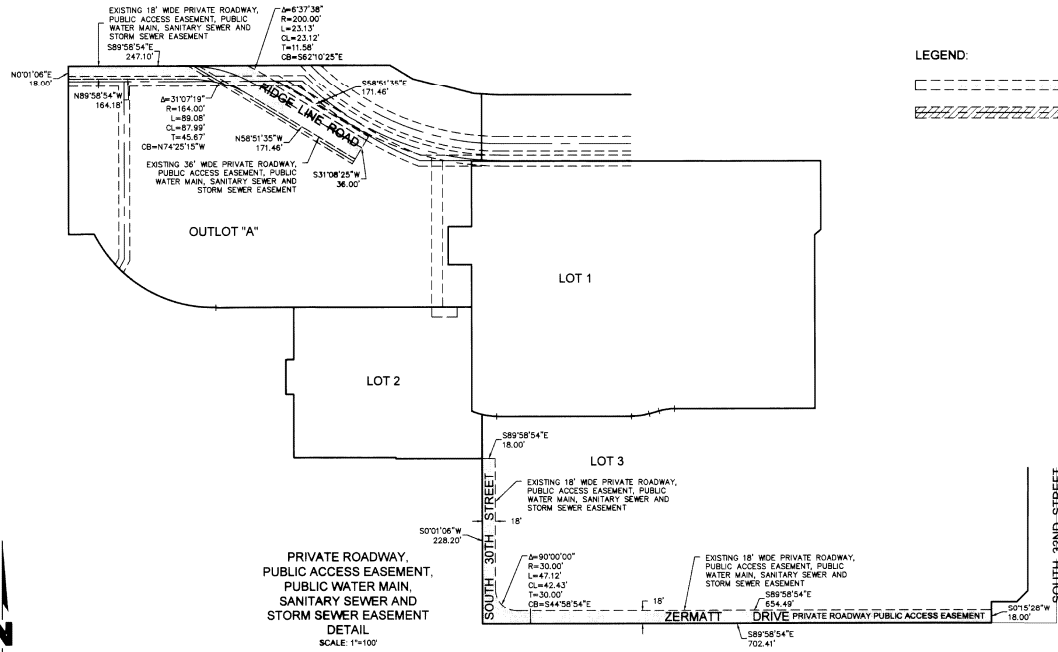 EXISTING 18' WIDE PRIVATE ROADWAY,
PUBLIC ACCESS EASEMENT, PUBLIC
WATER MAIN, SANITARY SEWER AND
STORM SEWER EASEMENT
S89°58'54"E
247.10'
Δ=6°37'38"
R=200.00'
L=23.13'
CL=23.12'
T=11.58'
CB=S62°10'25"E
LEGEND:
N0°01'06"E
18.00'
N89°58'54"W
164.18'
Δ=31°07'19"
R=164.00'
L=89.08'
CL=87.99'
T=45.67'
CB=N74°25'15"W
S58°51'35"E
171.46'
RIDGE LINE ROAD
N58°51'35"W
171.46'
EXISTING 36' WIDE PRIVATE ROADWAY,
PUBLIC ACCESS EASEMENT, PUBLIC
WATER MAIN, SANITARY SEWER AND
STORM SEWER EASEMENT
S31°08'25"W
36.00'
OUTLOT "A"
LOT 1
LOT 2
S89°58'54"E
18.00'
LOT 3
EXISTING 18' WIDE PRIVATE ROADWAY,
PUBLIC ACCESS EASEMENT, PUBLIC
WATER MAIN, SANITARY SEWER AND
STORM SEWER EASEMENT
18'
S0°01'06"W
228.20'
SOUTH 30TH STREET
SOUTH 32ND STREET
Δ=90°00'00"
R=30.00'
L=47.12'
CL=42.43'
T=30.00'
CB=S44°58'54"E
18'
EXISTING 18' WIDE PRIVATE ROADWAY,
PUBLIC ACCESS EASEMENT, PUBLIC
WATER MAIN, SANITARY SEWER AND
STORM SEWER EASEMENT
S89°58'54"E
654.49'
S0°15'28"W
18.00'
ZERMATT DRIVE PRIVATE ROADWAY PUBLIC ACCESS EASEMENT
S89°58'54"E
702.41'
PRIVATE ROADWAY,
PUBLIC ACCESS EASEMENT,
PUBLIC WATER MAIN,
SANITARY SEWER AND
STORM SEWER EASEMENT
DETAIL
SCALE: 1"=100'
N